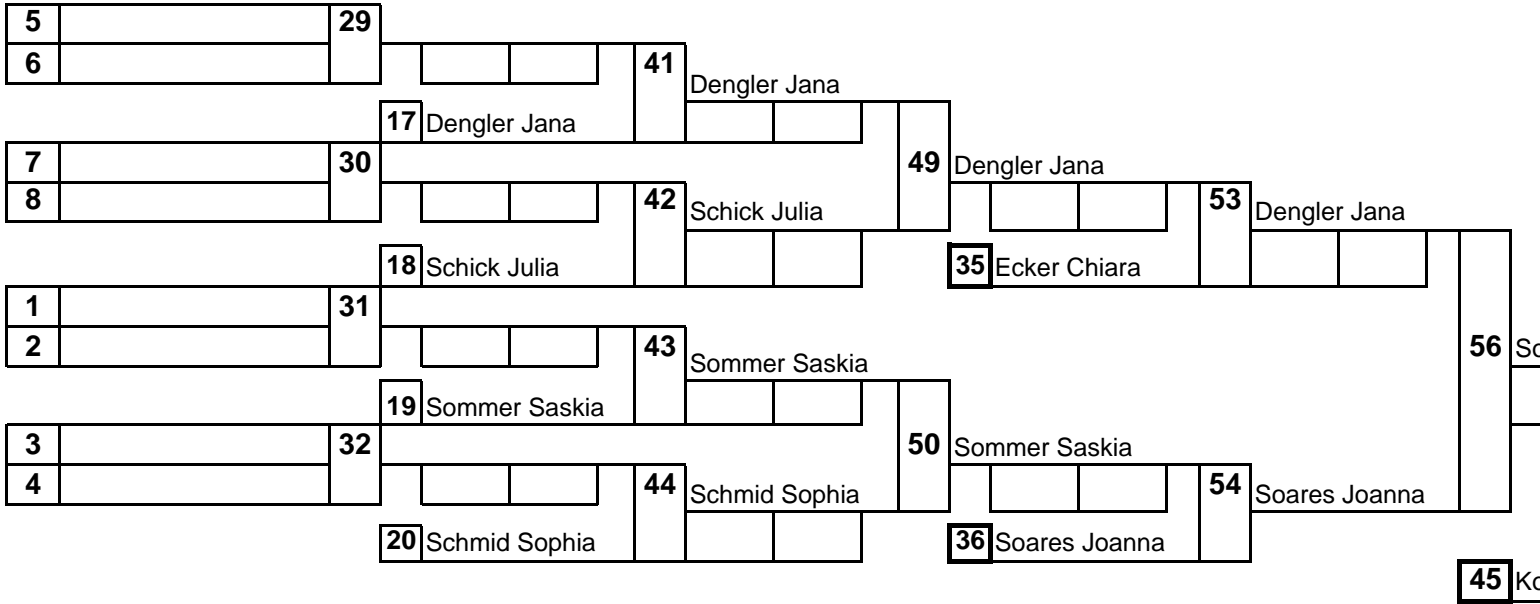 5 29
6 41
Dengler Jana
17 Dengler Jana
7 30 49 Dengler Jana
8 42 Schick Julia 53 Dengler Jana
18 Schick Julia 35 Ecker Chiara
1 31
2 43 Sommer Saskia 56
19 Sommer Saskia
3 32 50 Sommer Saskia
4 44 Schmid Sophia 54 Soares Joanna
20 Schmid Sophia 36 Soares Joanna
45